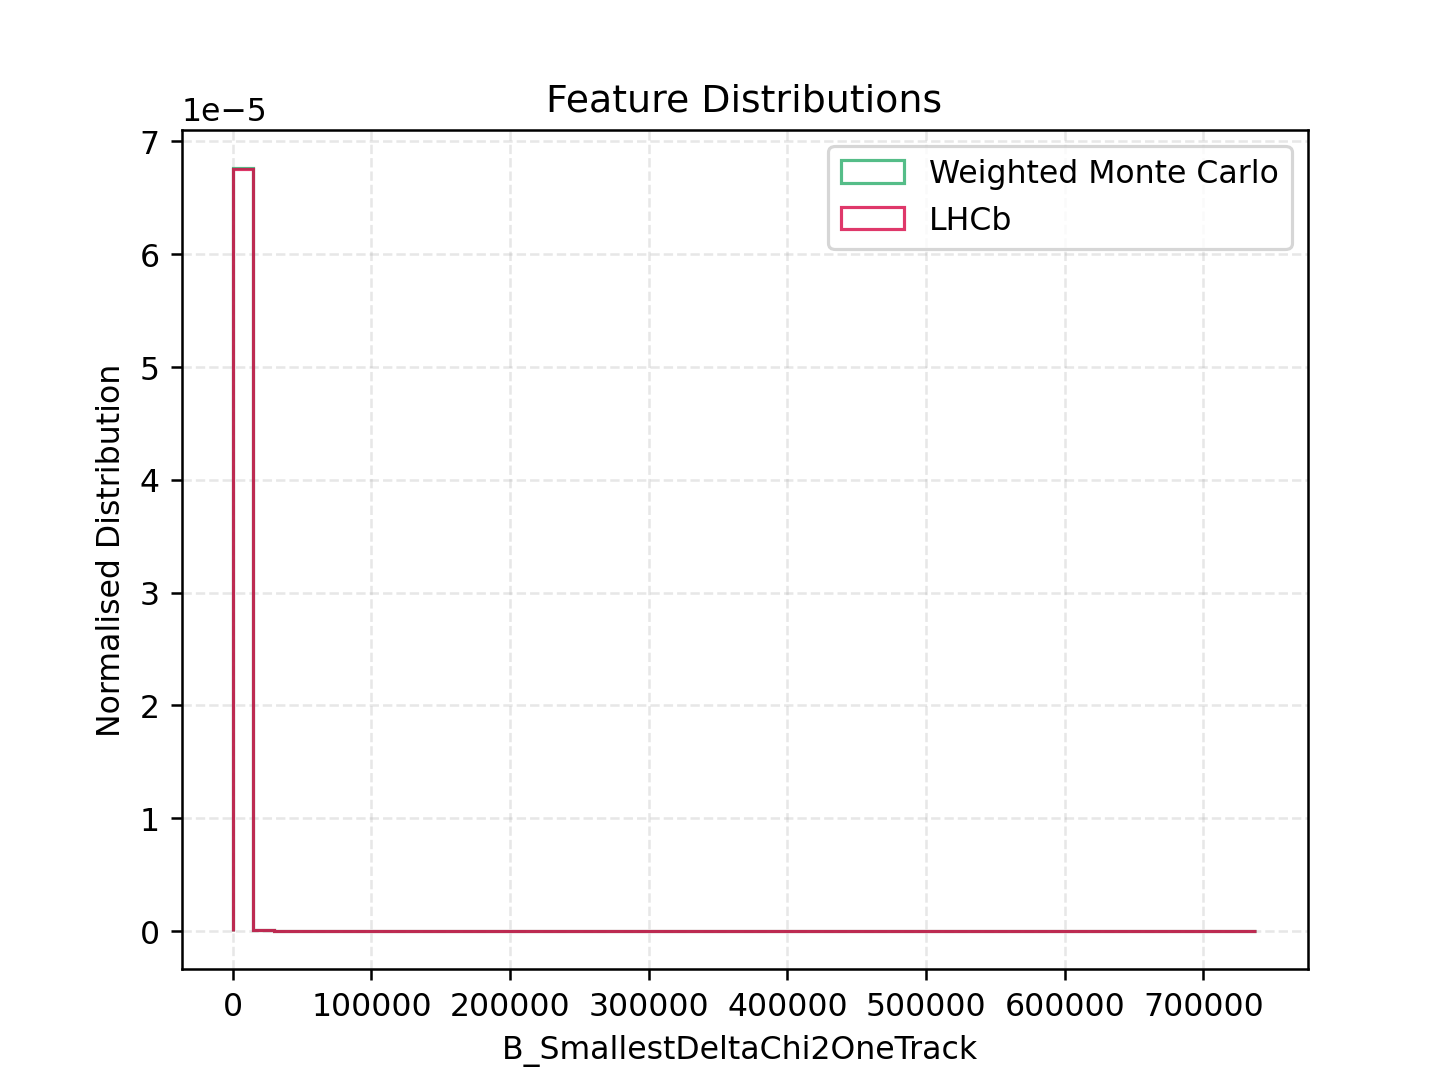 Feature Distributions
1e−5
7
6
5
4
3
2
1
0
Normalised Distribution
Weighted Monte Carlo
LHCb
0 100000 200000 300000 400000 500000 600000 700000
B_SmallestDeltaChi2OneTrack